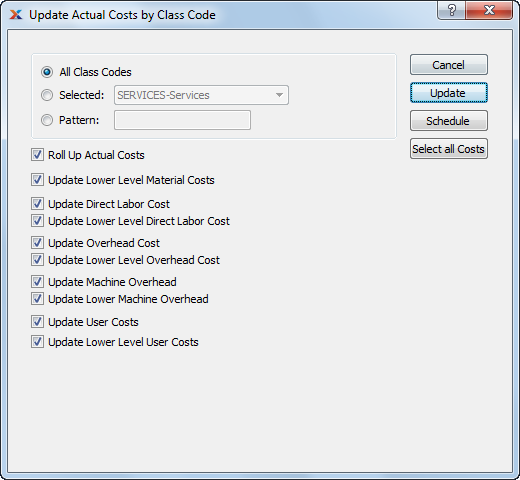 Update Actual Costs by Class Code
All Class Codes
Selected: SERVICES-Services
Pattern:
Cancel
Update
Schedule
Select all Costs
Roll Up Actual Costs
Update Lower Level Material Costs
Update Direct Labor Cost
Update Lower Level Direct Labor Cost
Update Overhead Cost
Update Lower Level Overhead Cost
Update Machine Overhead
Update Lower Machine Overhead
Update User Costs
Update Lower Level User Costs